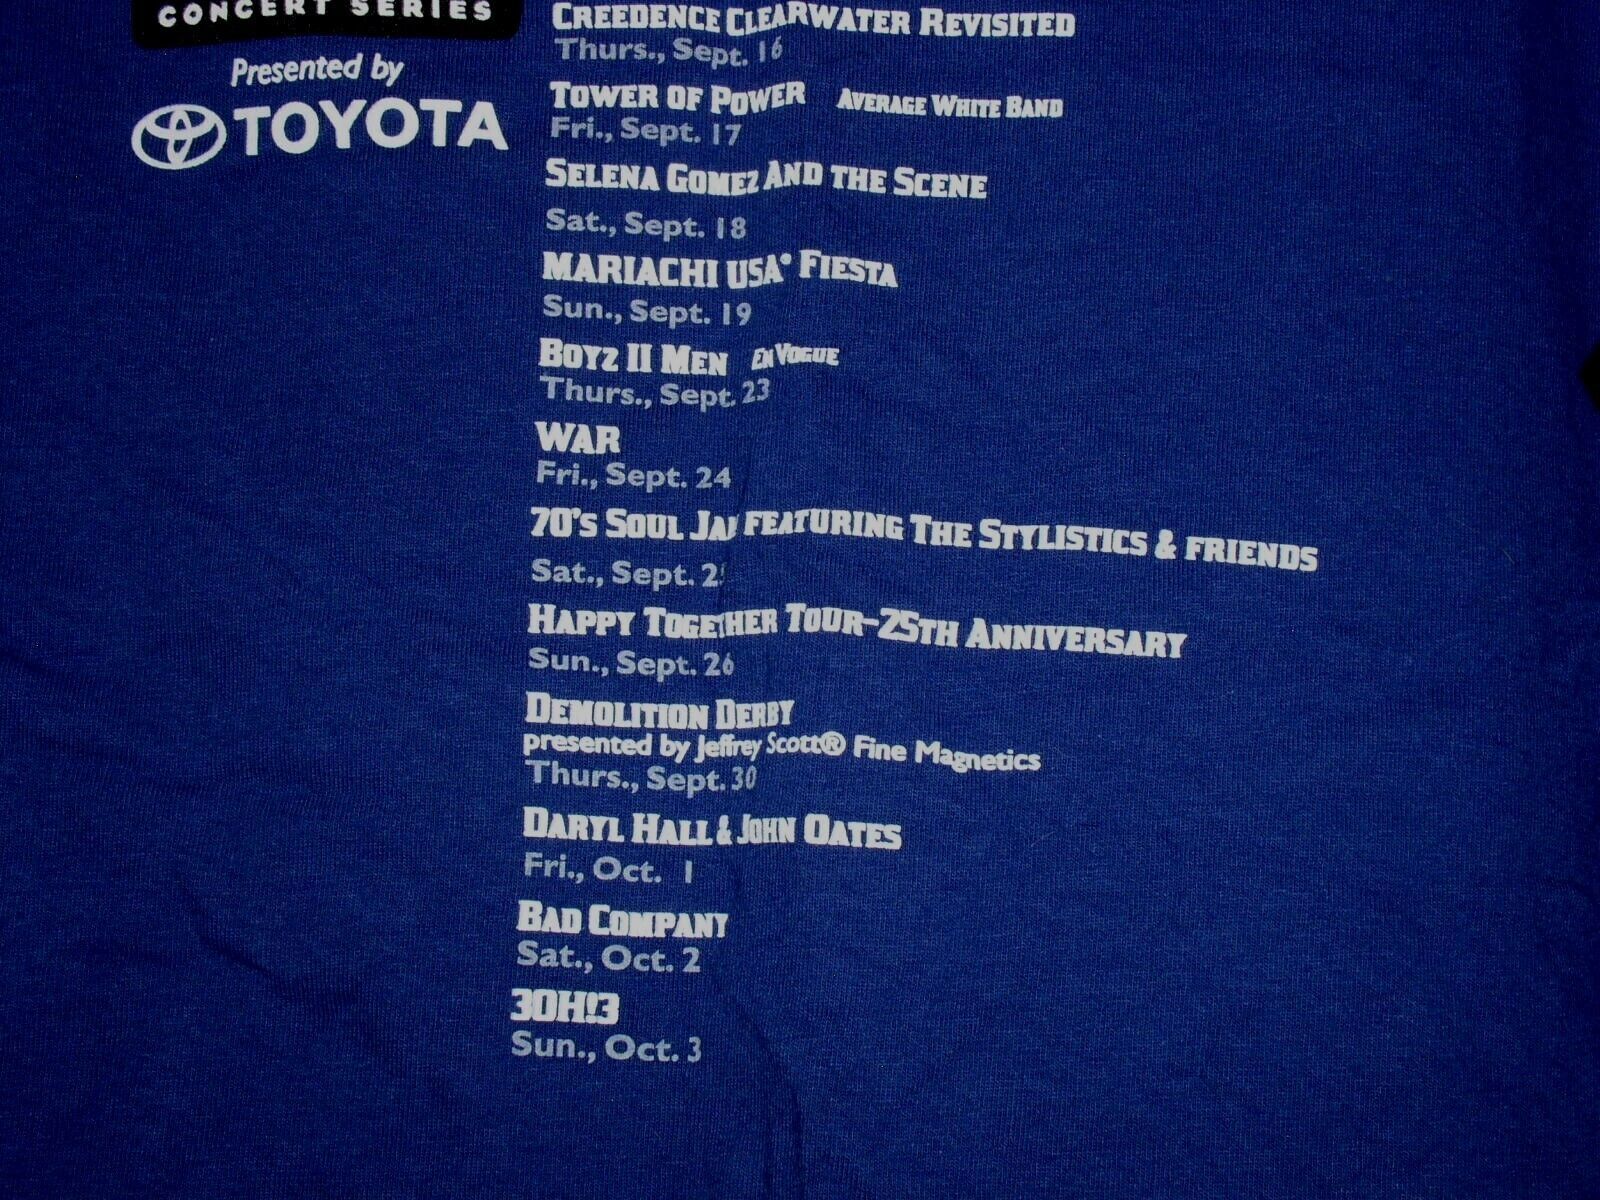 CONCERT SERIES
Presented by
TOYOTA
CREEDENCE CLEARWATER REVISITED
Thurs., Sept. 16
TOWER OF POWER AVERAGE WHITE BAND
Fri., Sept. 17
SELENA GOMEZ AND THE SCENE
Sat., Sept. 18
MARIACHI USA® FIESTA
Sun., Sept. 19
BOYZ II MEN EN VOGUE
Thurs., Sept. 23
WAR
Fri., Sept. 24
70's SOUL JAM FEATURING THE STYLISTICS & FRIENDS
Sat., Sept. 25
HAPPY TOGETHER TOUR-25TH ANNIVERSARY
Sun., Sept. 26
DEMOLITION DERBY
presented by Jeffrey Scott® Fine Magnetics
Thurs., Sept. 30
DARYL HALL & JOHN OATES
Fri., Oct. 1
BAD COMPANY
Sat., Oct. 2
3OH!3
Sun., Oct. 3